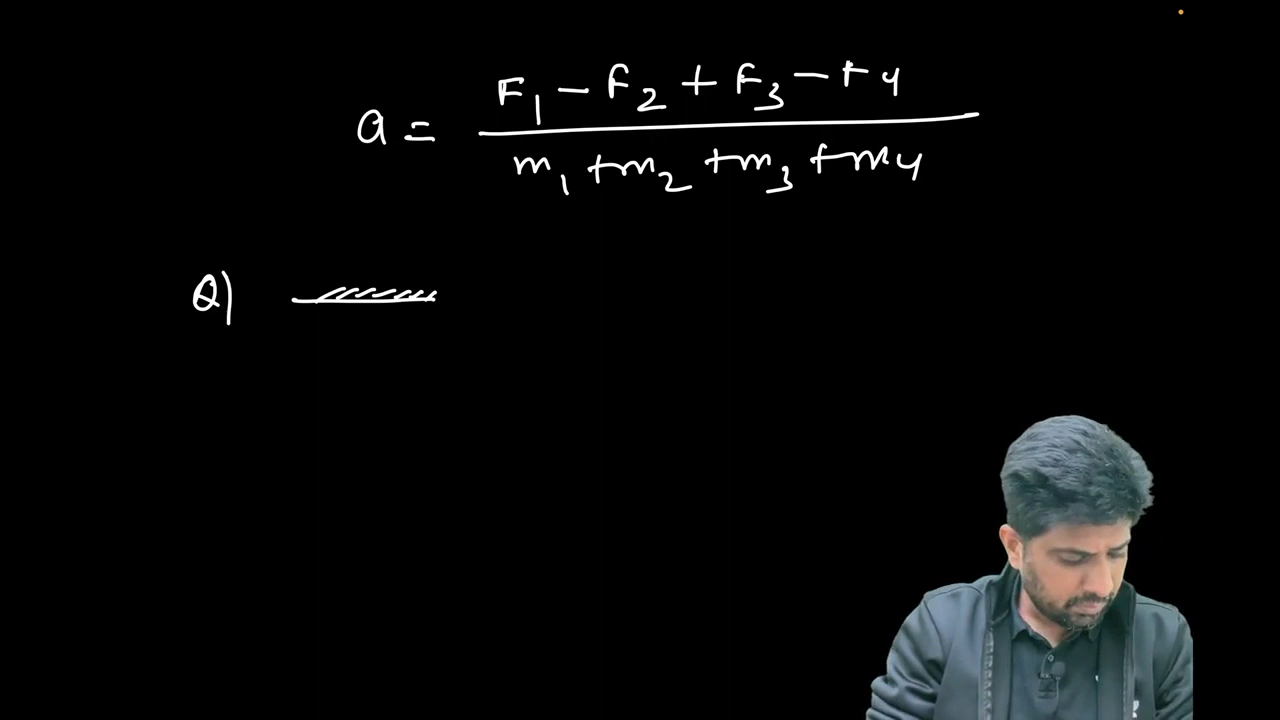 a = F₁ − F₂ + F₃ − F₄ / m₁ + m₂ + m₃ + m₄
Q)